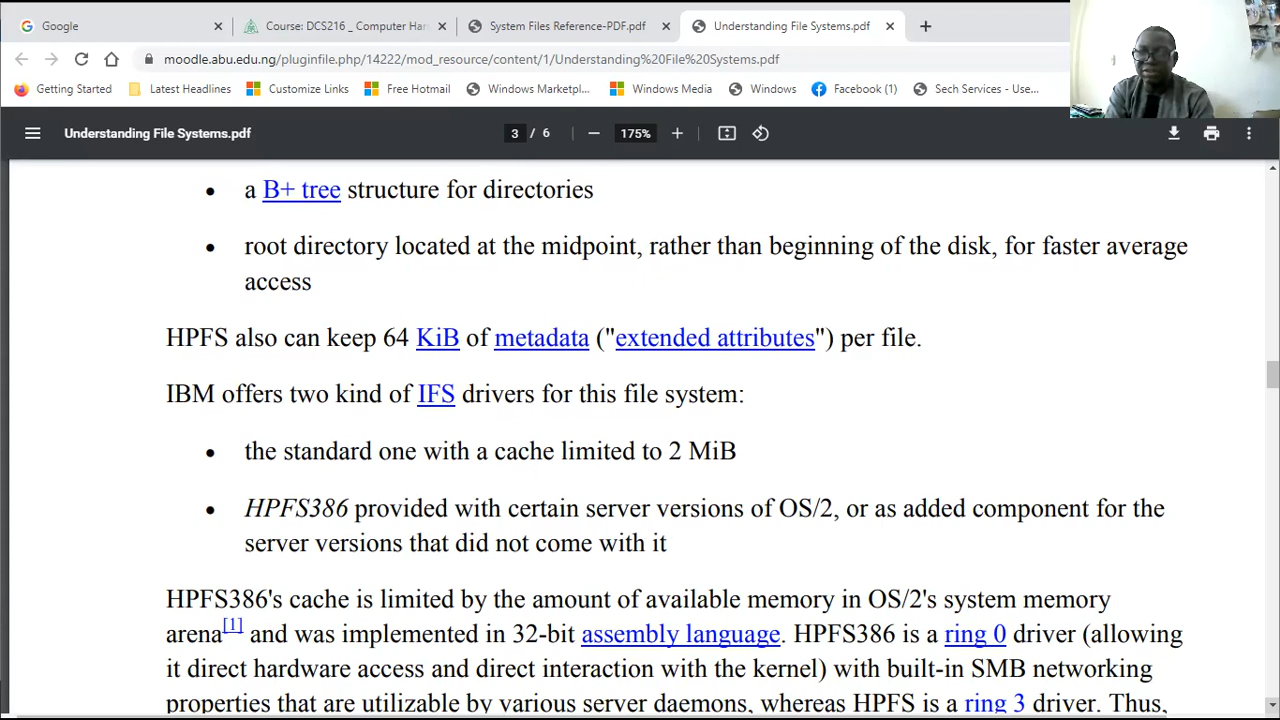 Google
Course: DCS216 _ Computer Har
System Files Reference-PDF.pdf
Understanding File Systems.pdf
moodle.abu.edu.ng/pluginfile.php/14222/mod_resource/content/1/Understanding%20File%20Systems.pdf
Getting Started
Latest Headlines
Customize Links
Free Hotmail
Windows Marketpl...
Windows Media
Windows
Facebook (1)
Sech Services - Use...
Understanding File Systems.pdf
3 / 6
175%
• a B+ tree structure for directories
• root directory located at the midpoint, rather than beginning of the disk, for faster average
access
HPFS also can keep 64 KiB of metadata ("extended attributes") per file.
IBM offers two kind of IFS drivers for this file system:
• the standard one with a cache limited to 2 MiB
• HPFS386 provided with certain server versions of OS/2, or as added component for the
server versions that did not come with it
HPFS386's cache is limited by the amount of available memory in OS/2's system memory
arena[1] and was implemented in 32-bit assembly language. HPFS386 is a ring 0 driver (allowing
it direct hardware access and direct interaction with the kernel) with built-in SMB networking
properties that are utilizable by various server daemons, whereas HPFS is a ring 3 driver. Thus,